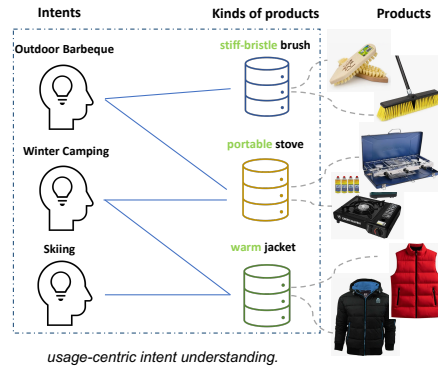 Intents
Kinds of products
Products
Outdoor Barbeque
stiff-bristle brush
Winter Camping
portable stove
Skiing
warm jacket
usage-centric intent understanding.